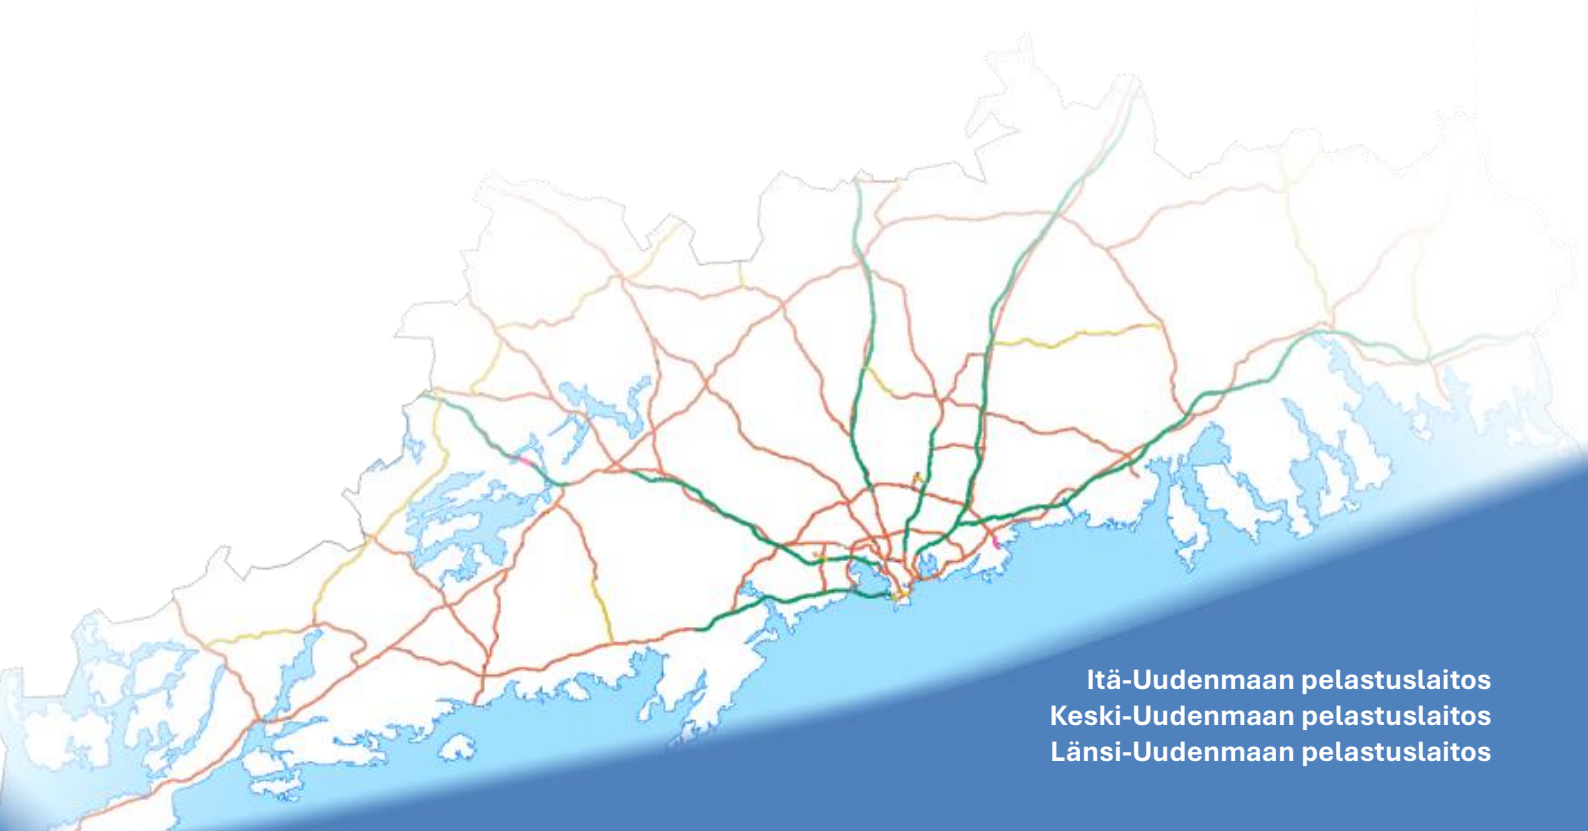 Itä-Uudenmaan pelastuslaitos
Keski-Uudenmaan pelastuslaitos
Länsi-Uudenmaan pelastuslaitos